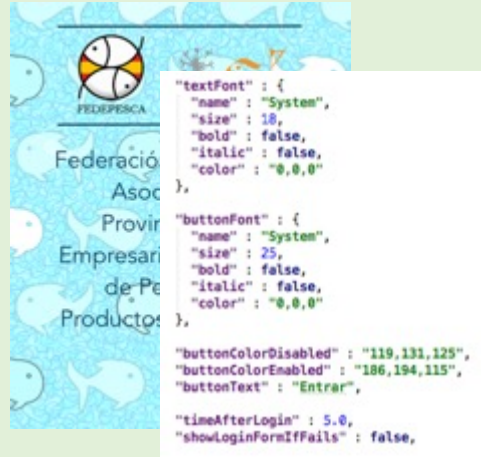 FEDEPESCA
Federació
Asoc
Provin
Empresari
de Pe
Productos
"textFont" : {
"name" : "System",
"size" : 18,
"bold" : false,
"italic" : false,
"color" : "0,0,0"
},
"buttonFont" : {
"name" : "System",
"size" : 25,
"bold" : false,
"italic" : false,
"color" : "0,0,0"
},
"buttonColorDisabled" : "119,131,125",
"buttonColorEnabled" : "186,194,115",
"buttonText" : "Entrar",
"timeAfterLogin" : 5.0,
"showLoginFormIfFails" : false,